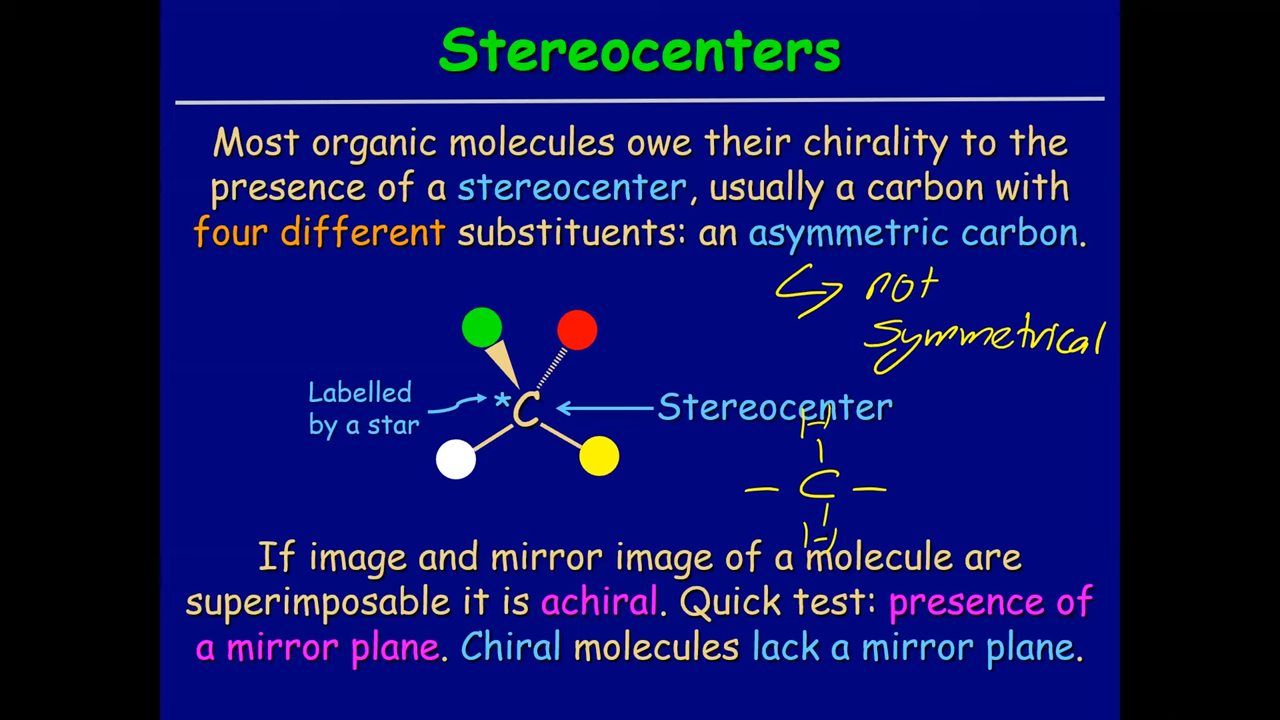 Stereocenters
Most organic molecules owe their chirality to the
presence of a stereocenter, usually a carbon with
four different substituents: an asymmetric carbon.
↳ not
symmetrical
Labelled
by a star
* C
Stereocenter
H
— C —
H
If image and mirror image of a molecule are
superimposable it is achiral. Quick test: presence of
a mirror plane. Chiral molecules lack a mirror plane.